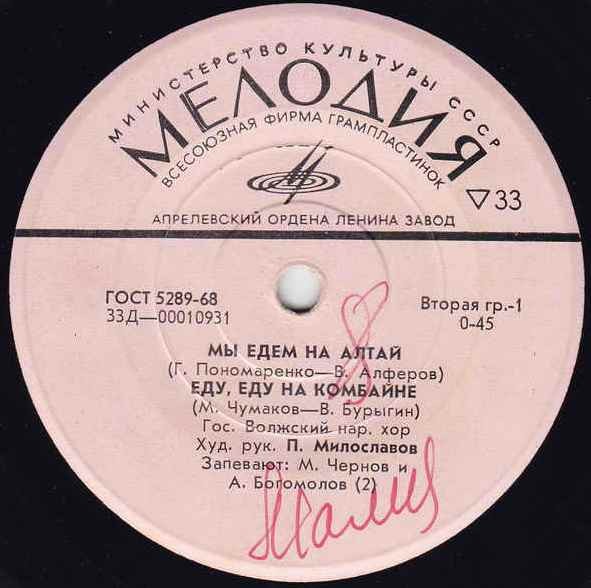 МИНИСТЕРСТВО КУЛЬТУРЫ СССР
МЕЛОДИЯ
ВСЕСОЮЗНАЯ ФИРМА ГРАМПЛАСТИНОК
▽33
АПРЕЛЕВСКИЙ ОРДЕНА ЛЕНИНА ЗАВОД
ГОСТ 5289-68
33Д—00010931
Вторая гр.-1
0-45
МЫ ЕДЕМ НА АЛТАЙ
(Г. Пономаренко—В. Алферов)
ЕДУ, ЕДУ НА КОМБАЙНЕ
(М. Чумаков—В. Бурыгин)
Гос. Волжский нар. хор
Худ. рук. П. Милославов
Запевают: М. Чернов и
А. Богомолов (2)